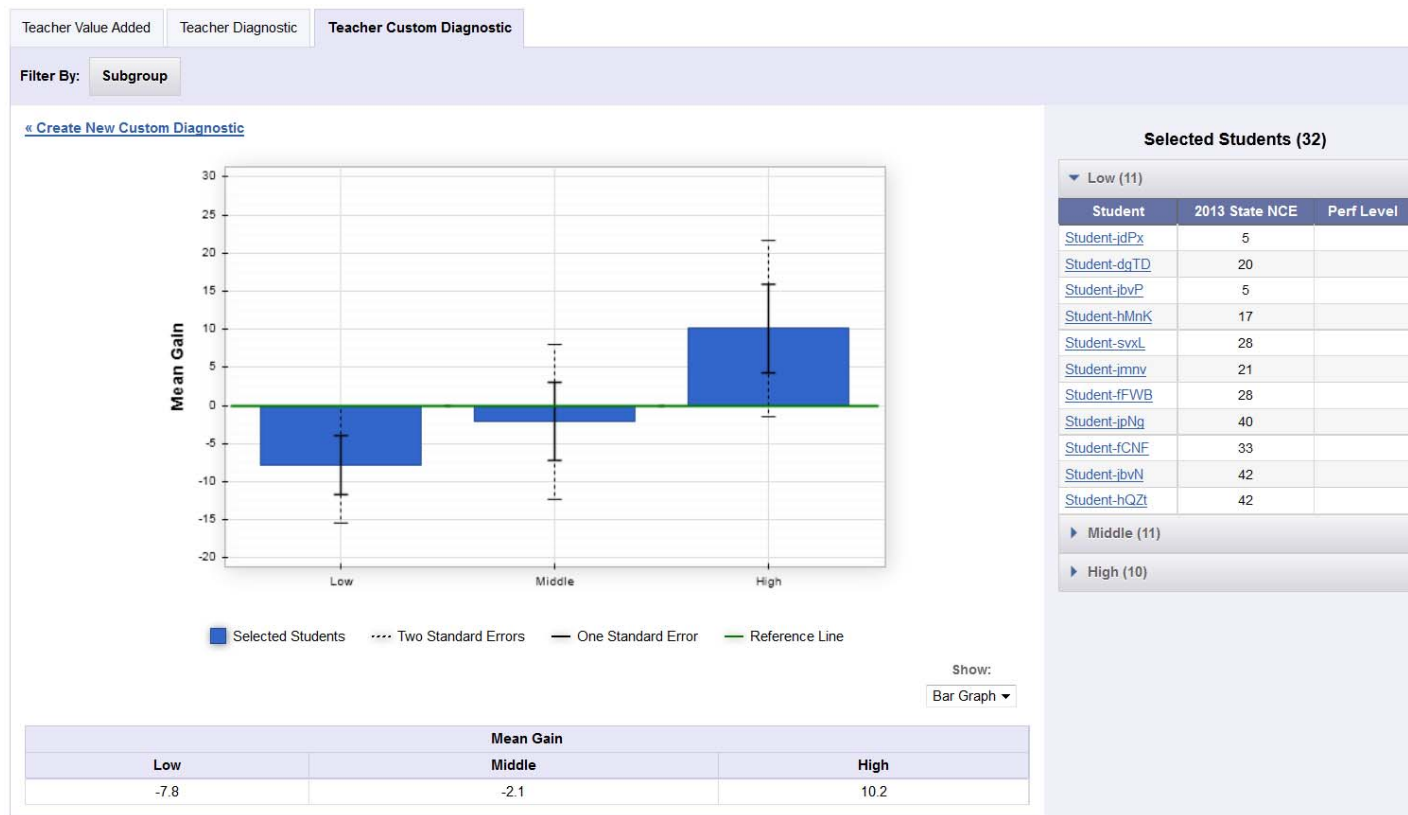 Teacher Value Added Teacher Diagnostic Teacher Custom Diagnostic
Filter By: Subgroup
« Create New Custom Diagnostic
30
25
20
15
10
5
0
-5
-10
-15
-20
Mean Gain
Low Middle High
Selected Students Two Standard Errors One Standard Error Reference Line
Show:
Bar Graph
Mean Gain
Low Middle High
-7.8 -2.1 10.2
Selected Students (32)
Low (11)
Student 2013 State NCE Perf Level
Student-jdPx 5
Student-dgTD 20
Student-jbvP 5
Student-hMnK 17
Student-svxL 28
Student-jmnv 21
Student-fFWB 28
Student-jpNg 40
Student-fCNF 33
Student-jbvN 42
Student-hQZt 42
Middle (11)
High (10)